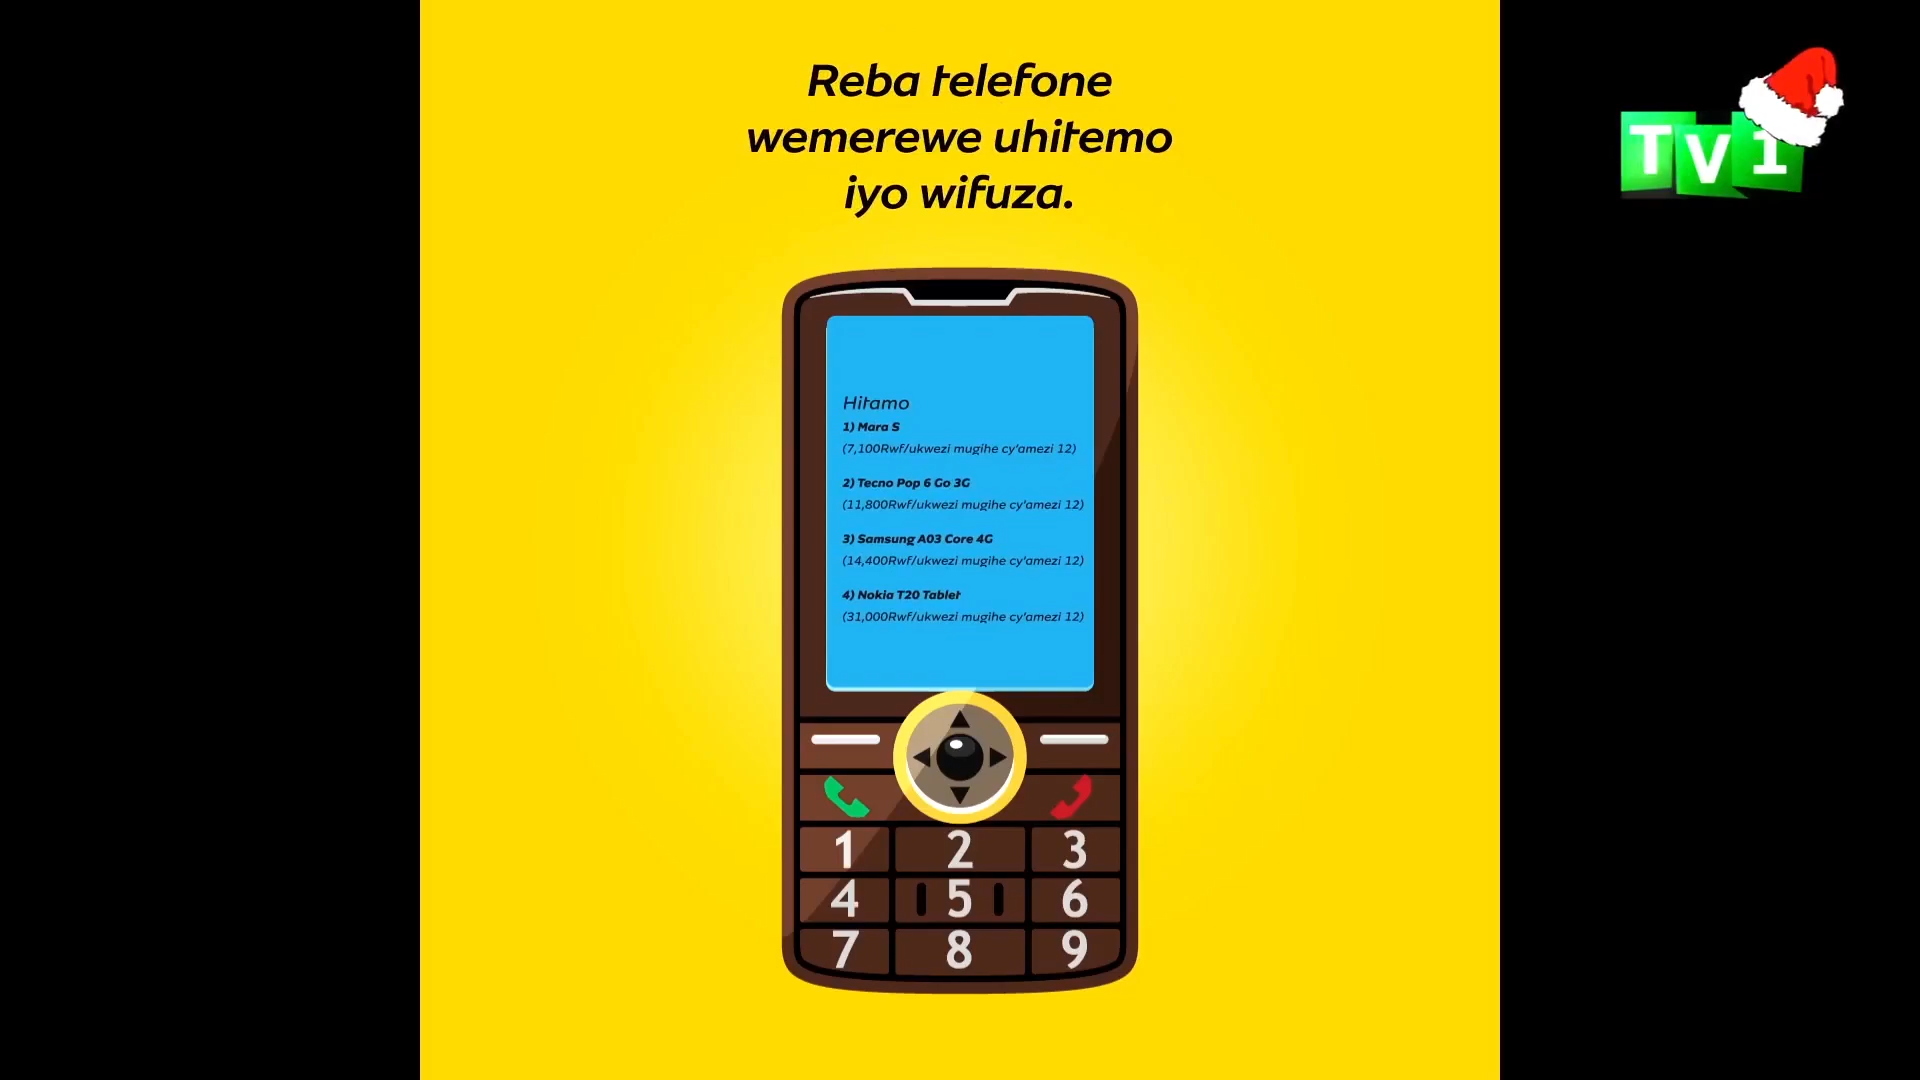 Reba telefone
wemerewe uhitemo
iyo wifuza.
TV1
Hitamo
1) Mara S
(7,100Rwf/ukwezi mugihe cy'amezi 12)
2) Tecno Pop 6 Go 3G
(11,800Rwf/ukwezi mugihe cy'amezi 12)
3) Samsung A03 Core 4G
(14,400Rwf/ukwezi mugihe cy'amezi 12)
4) Nokia T20 Tablet
(31,000Rwf/ukwezi mugihe cy'amezi 12)
1 2 3
4 5 6
7 8 9